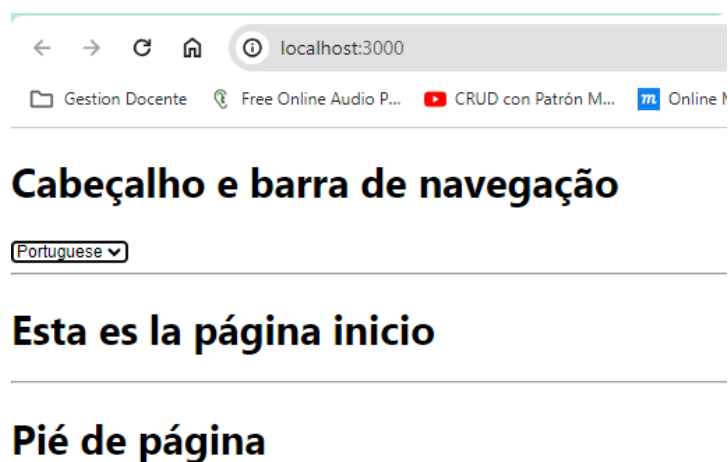 localhost:3000
Gestion Docente Free Online Audio P... CRUD con Patrón M... m Online
Cabeçalho e barra de navegação
Portuguese
Esta es la página inicio
Pié de página